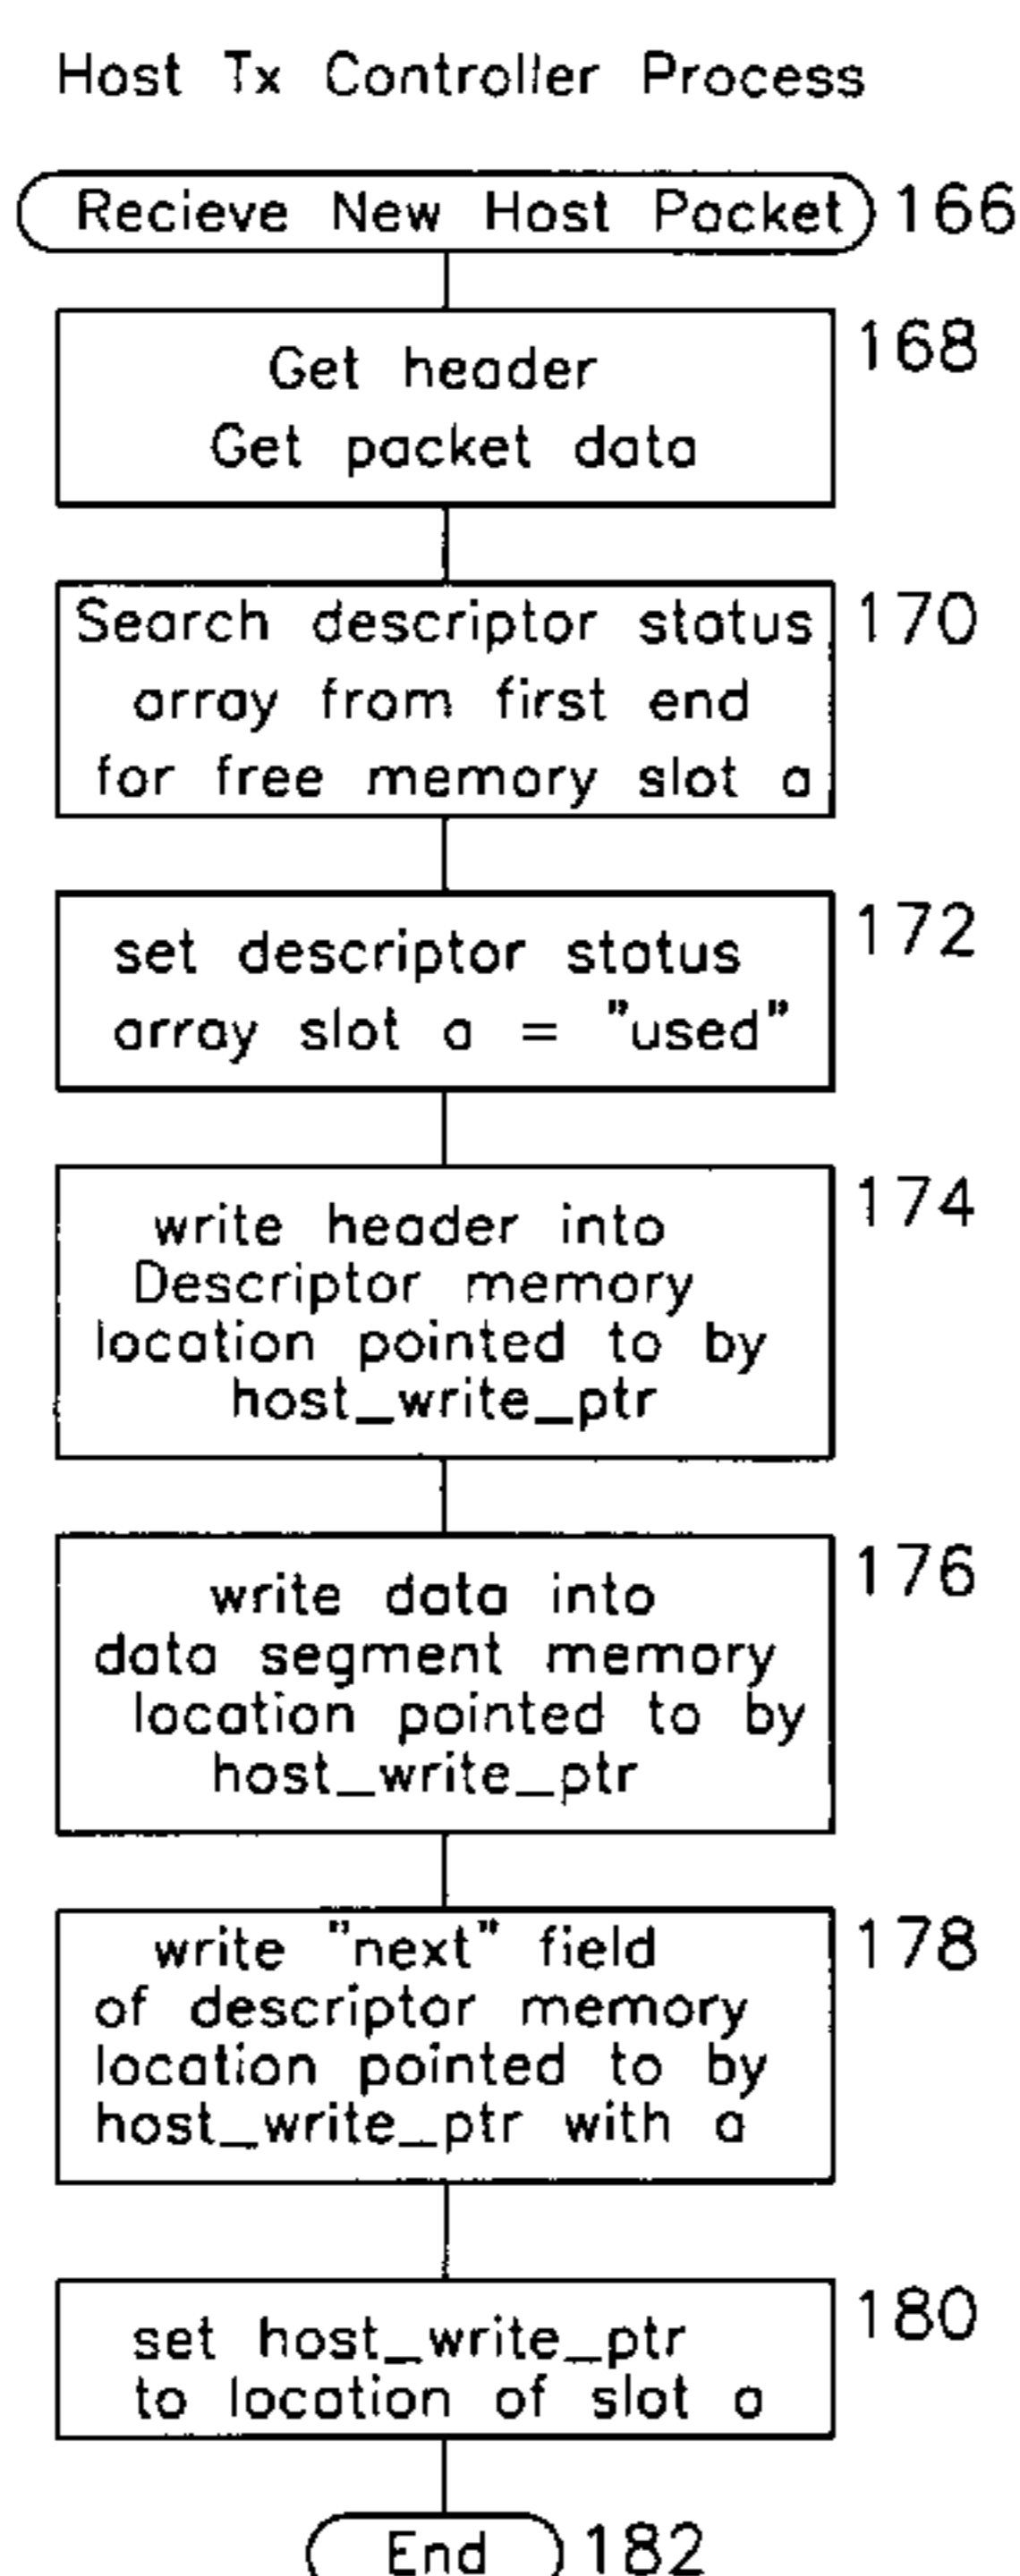 Host Tx Controller Process
Recieve New Host Packet 166
168
Get header
Get packet data
170
Search descriptor status
array from first end
for free memory slot a
172
set descriptor status
array slot a = "used"
174
write header into
Descriptor memory
location pointed to by
host_write_ptr
176
write data into
data segment memory
location pointed to by
host_write_ptr
178
write "next" field
of descriptor memory
location pointed to by
host_write_ptr with a
180
set host_write_ptr
to location of slot a
End 182